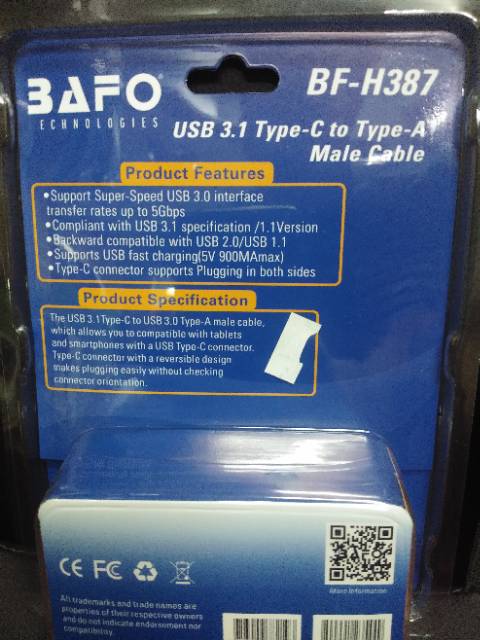 BAFO
ECHNOLOGIES
BF-H387
USB 3.1 Type-C to Type-A
Male Cable
Product Features
•Support Super-Speed USB 3.0 interface
transfer rates up to 5Gbps
•Compliant with USB 3.1 specification /1.1Version
•Backward compatible with USB 2.0/USB 1.1
•Supports USB fast charging(5V 900MAmax)
•Type-C connector supports Plugging in both sides
Product Specification
The USB 3.1Type-C to USB 3.0 Type-A male cable,
which allows you to compatible with tablets
and smartphones with a USB Type-C connector.
Type-C connector with a reversible design
makes plugging easily without checking
connector oriontation.
CE FC
More Information
All trademarks and trade names are
properties of their respective owners
and do not indicate endorsement nor
compatibility.